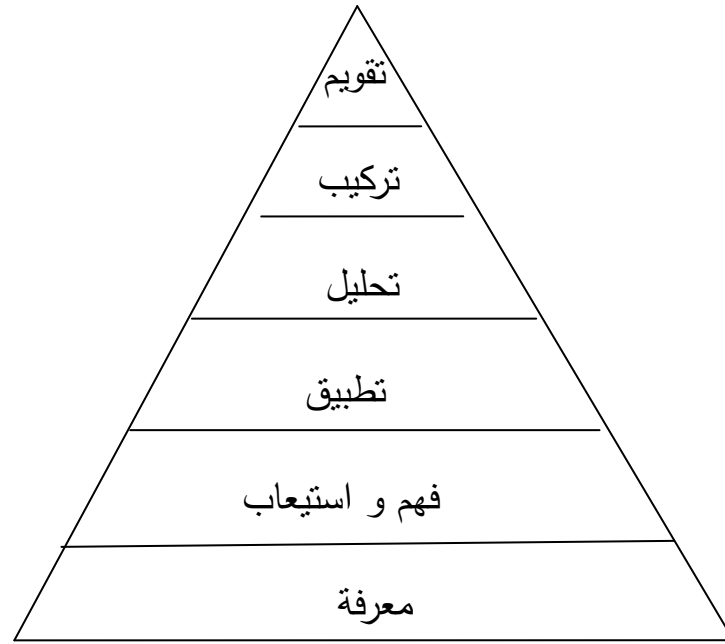 تقويم
تركيب
تحليل
تطبيق
فهم و استيعاب
معرفة